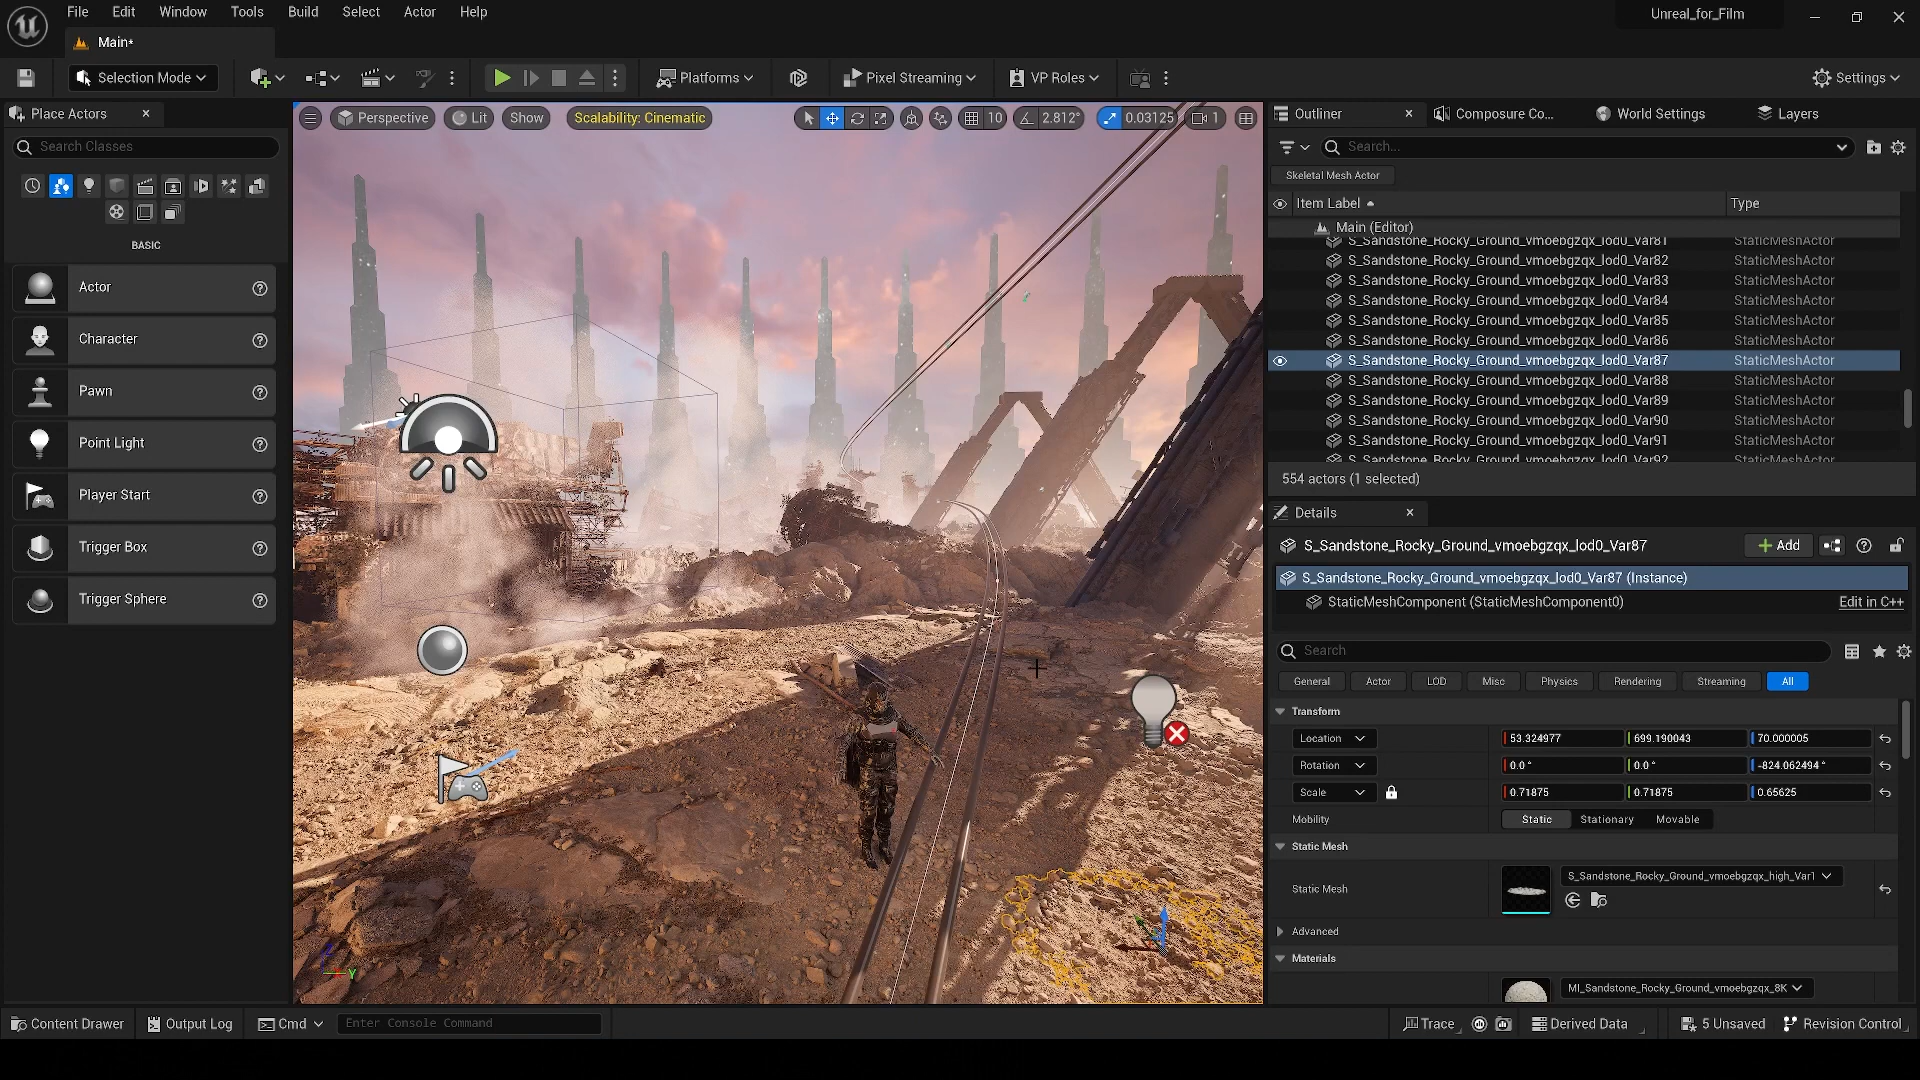 File Edit Window Tools Build Select Actor Help
Unreal_for_Film
Main*
Selection Mode
Platforms
Pixel Streaming
VP Roles
Settings
Place Actors
Search Classes
BASIC
Actor
Character
Pawn
Point Light
Player Start
Trigger Box
Trigger Sphere
Perspective
Lit
Show
Scalability: Cinematic
10
2.812°
0.03125
1
Y
Outliner
Composure Co...
World Settings
Layers
Search...
Skeletal Mesh Actor
Item Label
Type
Main (Editor)
S_Sandstone_Rocky_Ground_vmoebgzqx_lod0_Var81 StaticMeshActor
S_Sandstone_Rocky_Ground_vmoebgzqx_lod0_Var82 StaticMeshActor
S_Sandstone_Rocky_Ground_vmoebgzqx_lod0_Var83 StaticMeshActor
S_Sandstone_Rocky_Ground_vmoebgzqx_lod0_Var84 StaticMeshActor
S_Sandstone_Rocky_Ground_vmoebgzqx_lod0_Var85 StaticMeshActor
S_Sandstone_Rocky_Ground_vmoebgzqx_lod0_Var86 StaticMeshActor
S_Sandstone_Rocky_Ground_vmoebgzqx_lod0_Var87 StaticMeshActor
S_Sandstone_Rocky_Ground_vmoebgzqx_lod0_Var88 StaticMeshActor
S_Sandstone_Rocky_Ground_vmoebgzqx_lod0_Var89 StaticMeshActor
S_Sandstone_Rocky_Ground_vmoebgzqx_lod0_Var90 StaticMeshActor
S_Sandstone_Rocky_Ground_vmoebgzqx_lod0_Var91 StaticMeshActor
S_Sandstone_Rocky_Ground_vmoebgzqx_lod0_Var92 StaticMeshActor
554 actors (1 selected)
Details
S_Sandstone_Rocky_Ground_vmoebgzqx_lod0_Var87
Add
S_Sandstone_Rocky_Ground_vmoebgzqx_lod0_Var87 (Instance)
StaticMeshComponent (StaticMeshComponent0)
Edit in C++
Search
General Actor LOD Misc Physics Rendering Streaming All
Transform
Location 53.324977 699.190043 70.000005
Rotation 0.0 ° 0.0 ° -824.062494 °
Scale 0.71875 0.71875 0.65625
Mobility Static Stationary Movable
Static Mesh
Static Mesh S_Sandstone_Rocky_Ground_vmoebgzqx_high_Var1
Advanced
Materials
MI_Sandstone_Rocky_Ground_vmoebgzqx_8K
Content Drawer
Output Log
Cmd
Enter Console Command
Trace
Derived Data
5 Unsaved
Revision Control